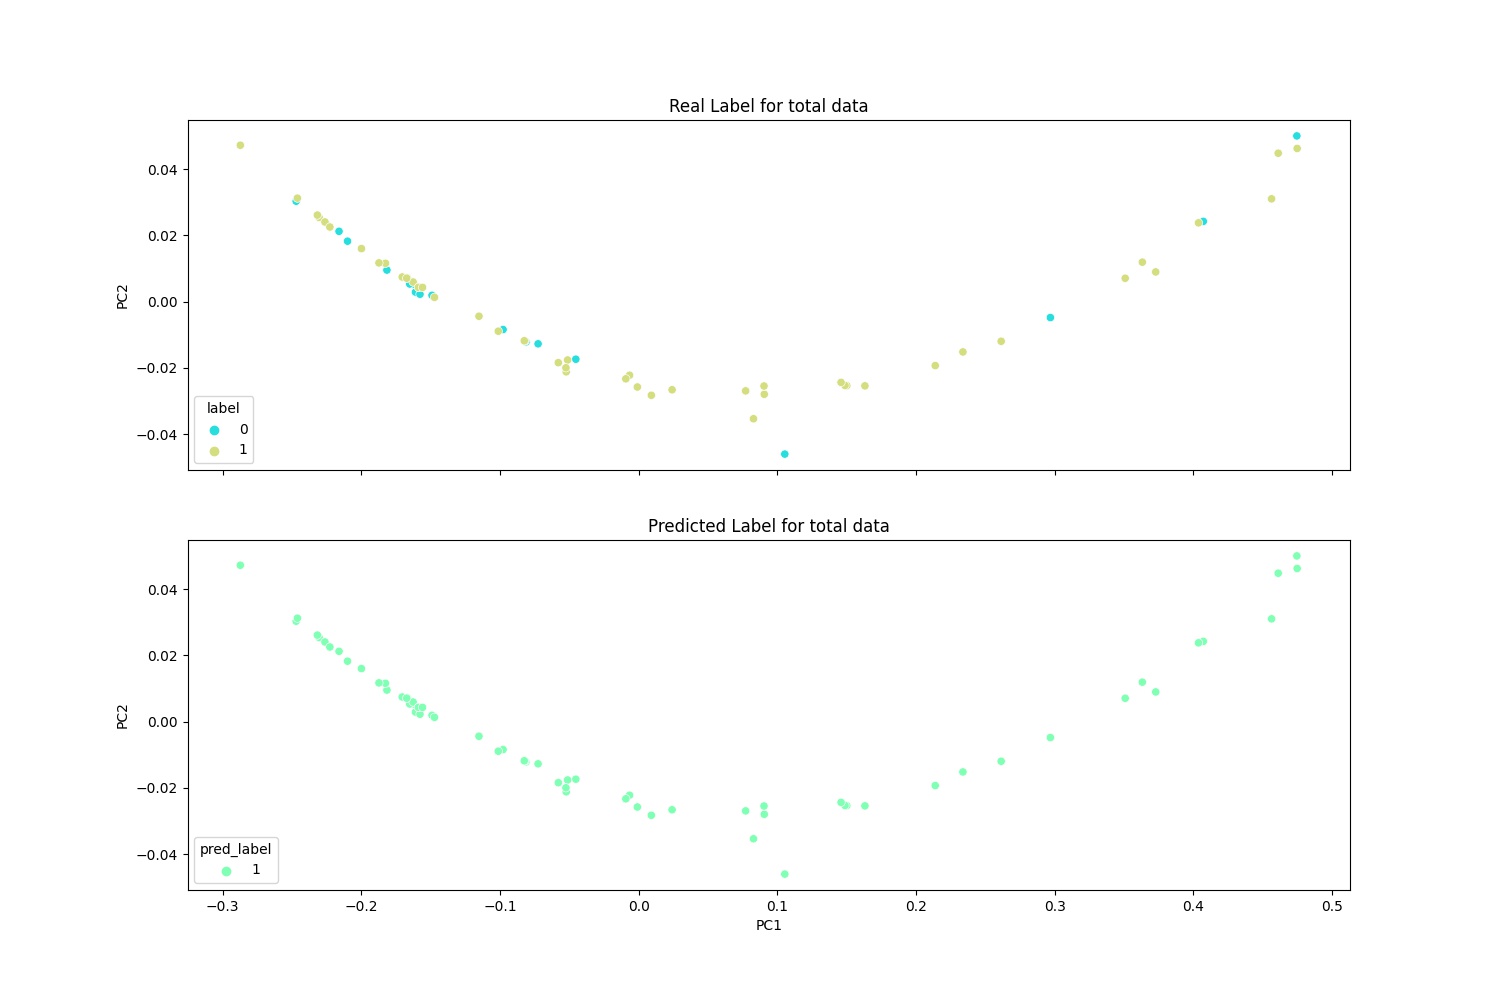 Real Label for total data
0.04
0.02
0.00
−0.02
−0.04
PC2
label
0
1
Predicted Label for total data
0.04
0.02
0.00
−0.02
−0.04
PC2
pred_label
1
−0.3 −0.2 −0.1 0.0 0.1 0.2 0.3 0.4 0.5
PC1